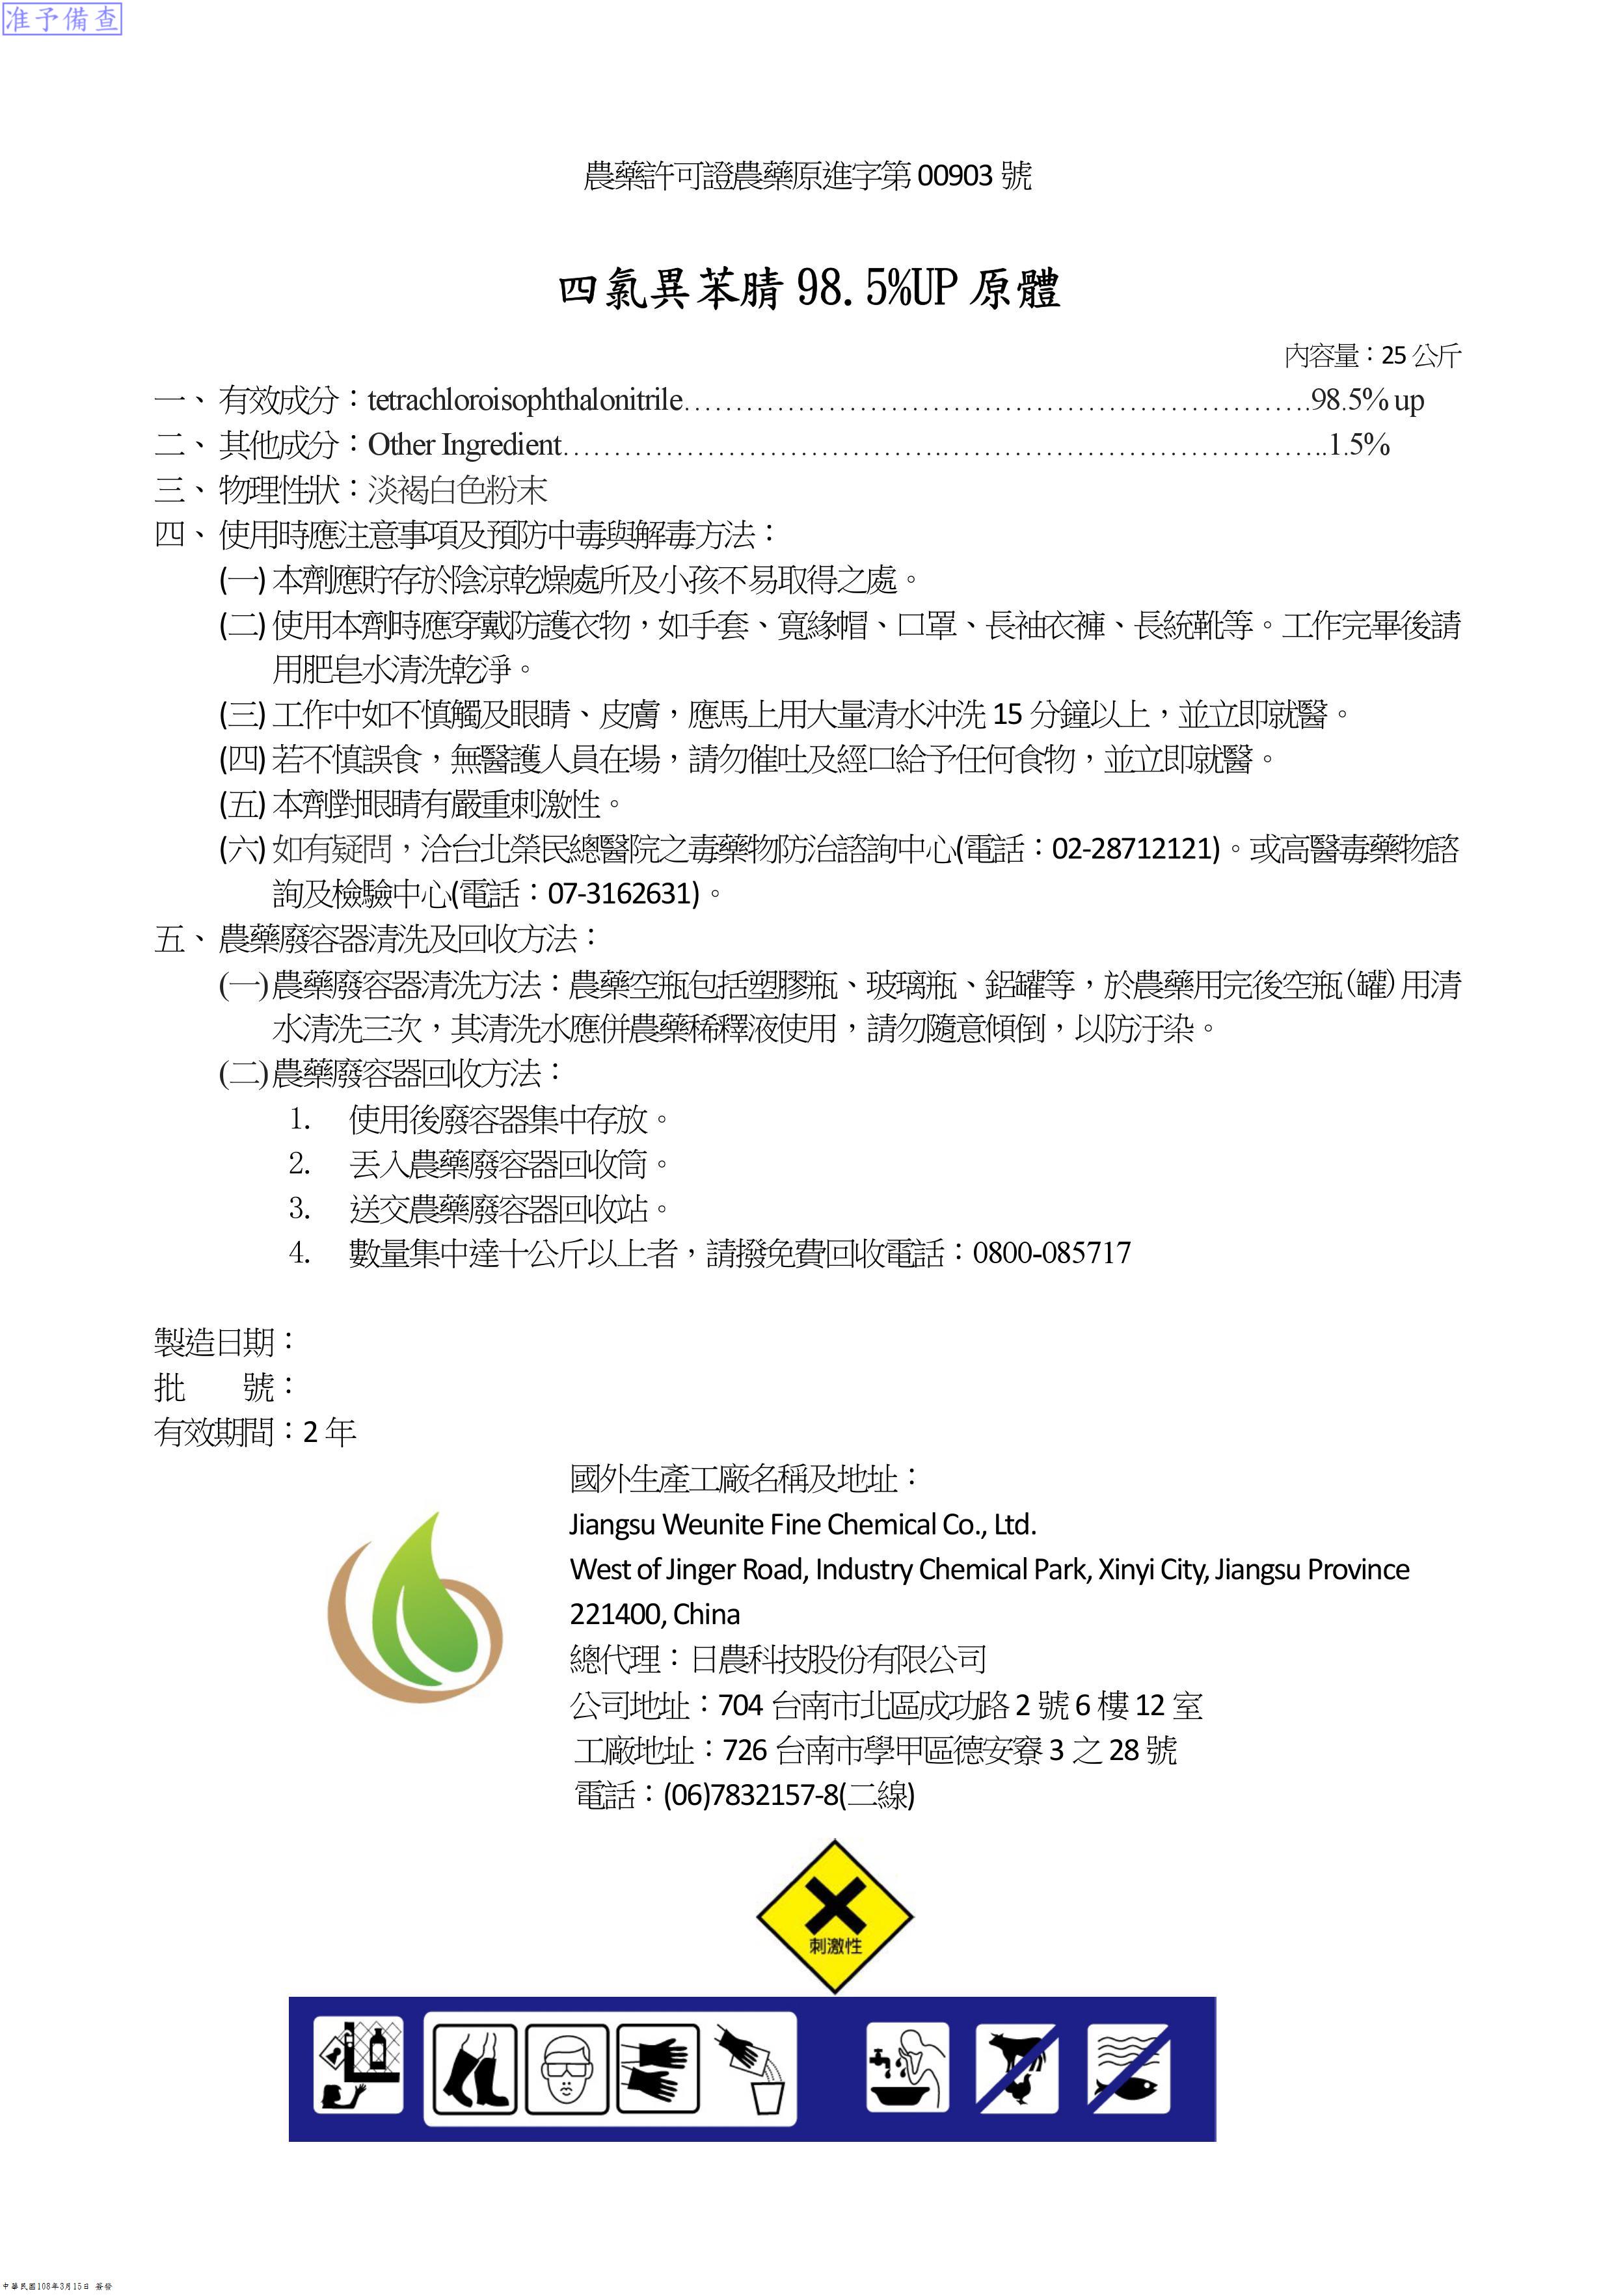 准予備查
農藥許可證農藥原進字第 00903 號
四氯異苯腈 98.5%UP 原體
內容量：25 公斤
一、 有效成分：tetrachloroisophthalonitrile……………………………………………………98.5% up
二、 其他成分：Other Ingredient………………………………………………………………..1.5%
三、 物理性狀：淡褐白色粉末
四、 使用時應注意事項及預防中毒與解毒方法：
(一) 本劑應貯存於陰涼乾燥處所及小孩不易取得之處。
(二) 使用本劑時應穿戴防護衣物，如手套、寬緣帽、口罩、長袖衣褲、長統靴等。工作完畢後請
用肥皂水清洗乾淨。
(三) 工作中如不慎觸及眼睛、皮膚，應馬上用大量清水沖洗 15 分鐘以上，並立即就醫。
(四) 若不慎誤食，無醫護人員在場，請勿催吐及經口給予任何食物，並立即就醫。
(五) 本劑對眼睛有嚴重刺激性。
(六) 如有疑問，洽台北榮民總醫院之毒藥物防治諮詢中心(電話：02-28712121)。或高醫毒藥物諮
詢及檢驗中心(電話：07-3162631)。
五、 農藥廢容器清洗及回收方法：
(一) 農藥廢容器清洗方法：農藥空瓶包括塑膠瓶、玻璃瓶、鋁罐等，於農藥用完後空瓶(罐)用清
水清洗三次，其清洗水應併農藥稀釋液使用，請勿隨意傾倒，以防汙染。
(二) 農藥廢容器回收方法：
1. 使用後廢容器集中存放。
2. 丟入農藥廢容器回收筒。
3. 送交農藥廢容器回收站。
4. 數量集中達十公斤以上者，請撥免費回收電話：0800-085717
製造日期：
批　　號：
有效期間：2 年
國外生產工廠名稱及地址：
Jiangsu Weunite Fine Chemical Co., Ltd.
West of Jinger Road, Industry Chemical Park, Xinyi City, Jiangsu Province
221400, China
總代理：日農科技股份有限公司
公司地址：704 台南市北區成功路 2 號 6 樓 12 室
工廠地址：726 台南市學甲區德安寮 3 之 28 號
電話：(06)7832157-8(二線)
刺激性
中華民國108年3月15日 簽發